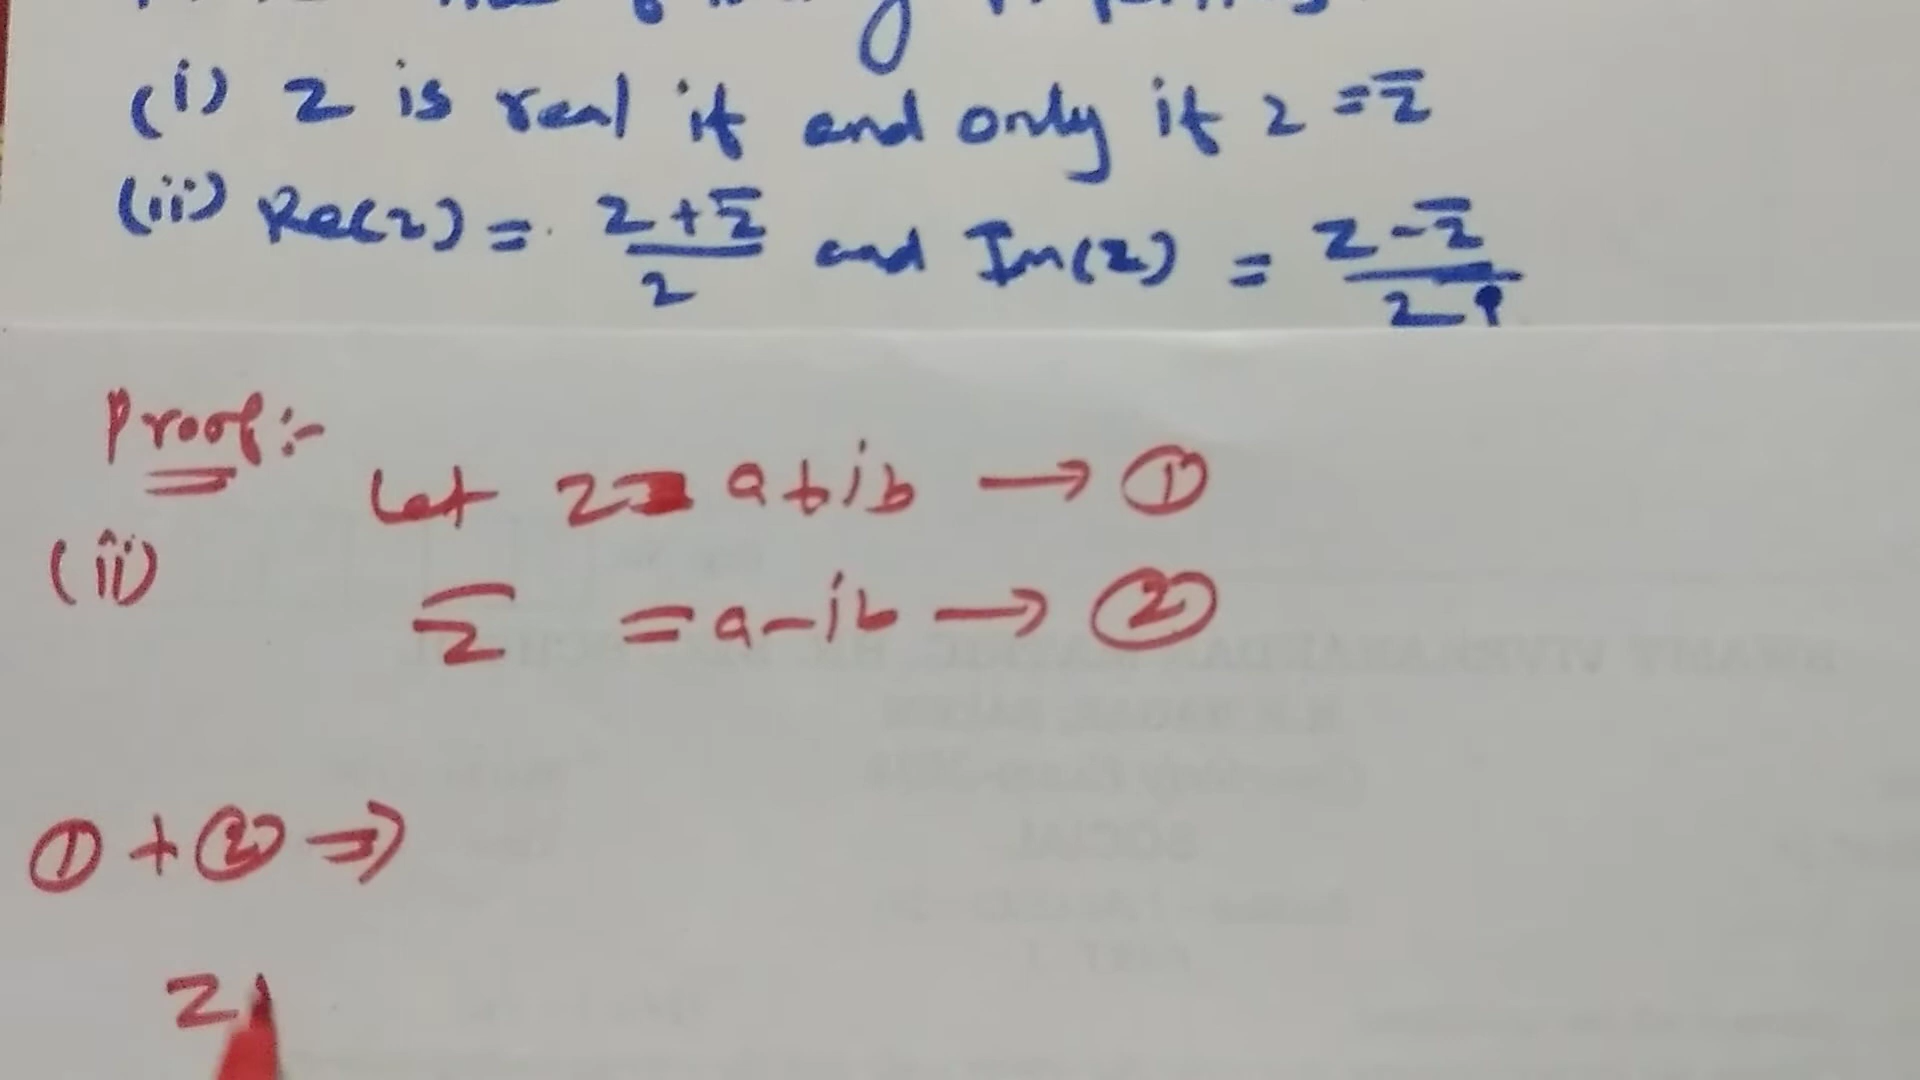 (i) z is real if and only if z = z̅
(ii) Re(z) = z + z̅ / 2 and Im(z) = z - z̅ / 2i
Proof :-
Let z = a + ib → ①
(ii)
z̅ = a - ib → ②
① + ② ⇒
z